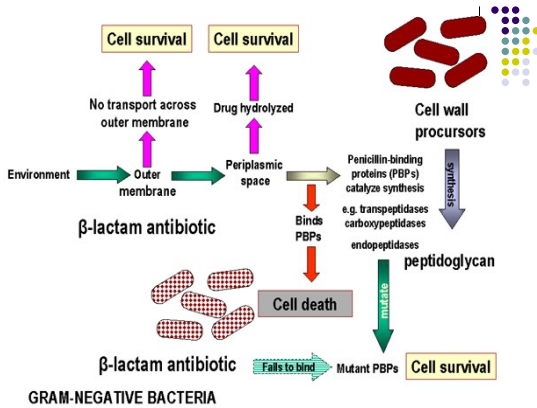 Cell survival
Cell survival
No transport across
outer membrane
Drug hydrolyzed
Cell wall
procursors
Environment
Outer
membrane
Periplasmic
space
Penicillin-binding
proteins (PBPs)
catalyze synthesis
e.g. transpeptidases
carboxypeptidases
endopeptidases
synthesis
β-lactam antibiotic
Binds
PBPs
peptidoglycan
Cell death
mutate
β-lactam antibiotic
Fails to bind
Mutant PBPs
Cell survival
GRAM-NEGATIVE BACTERIA